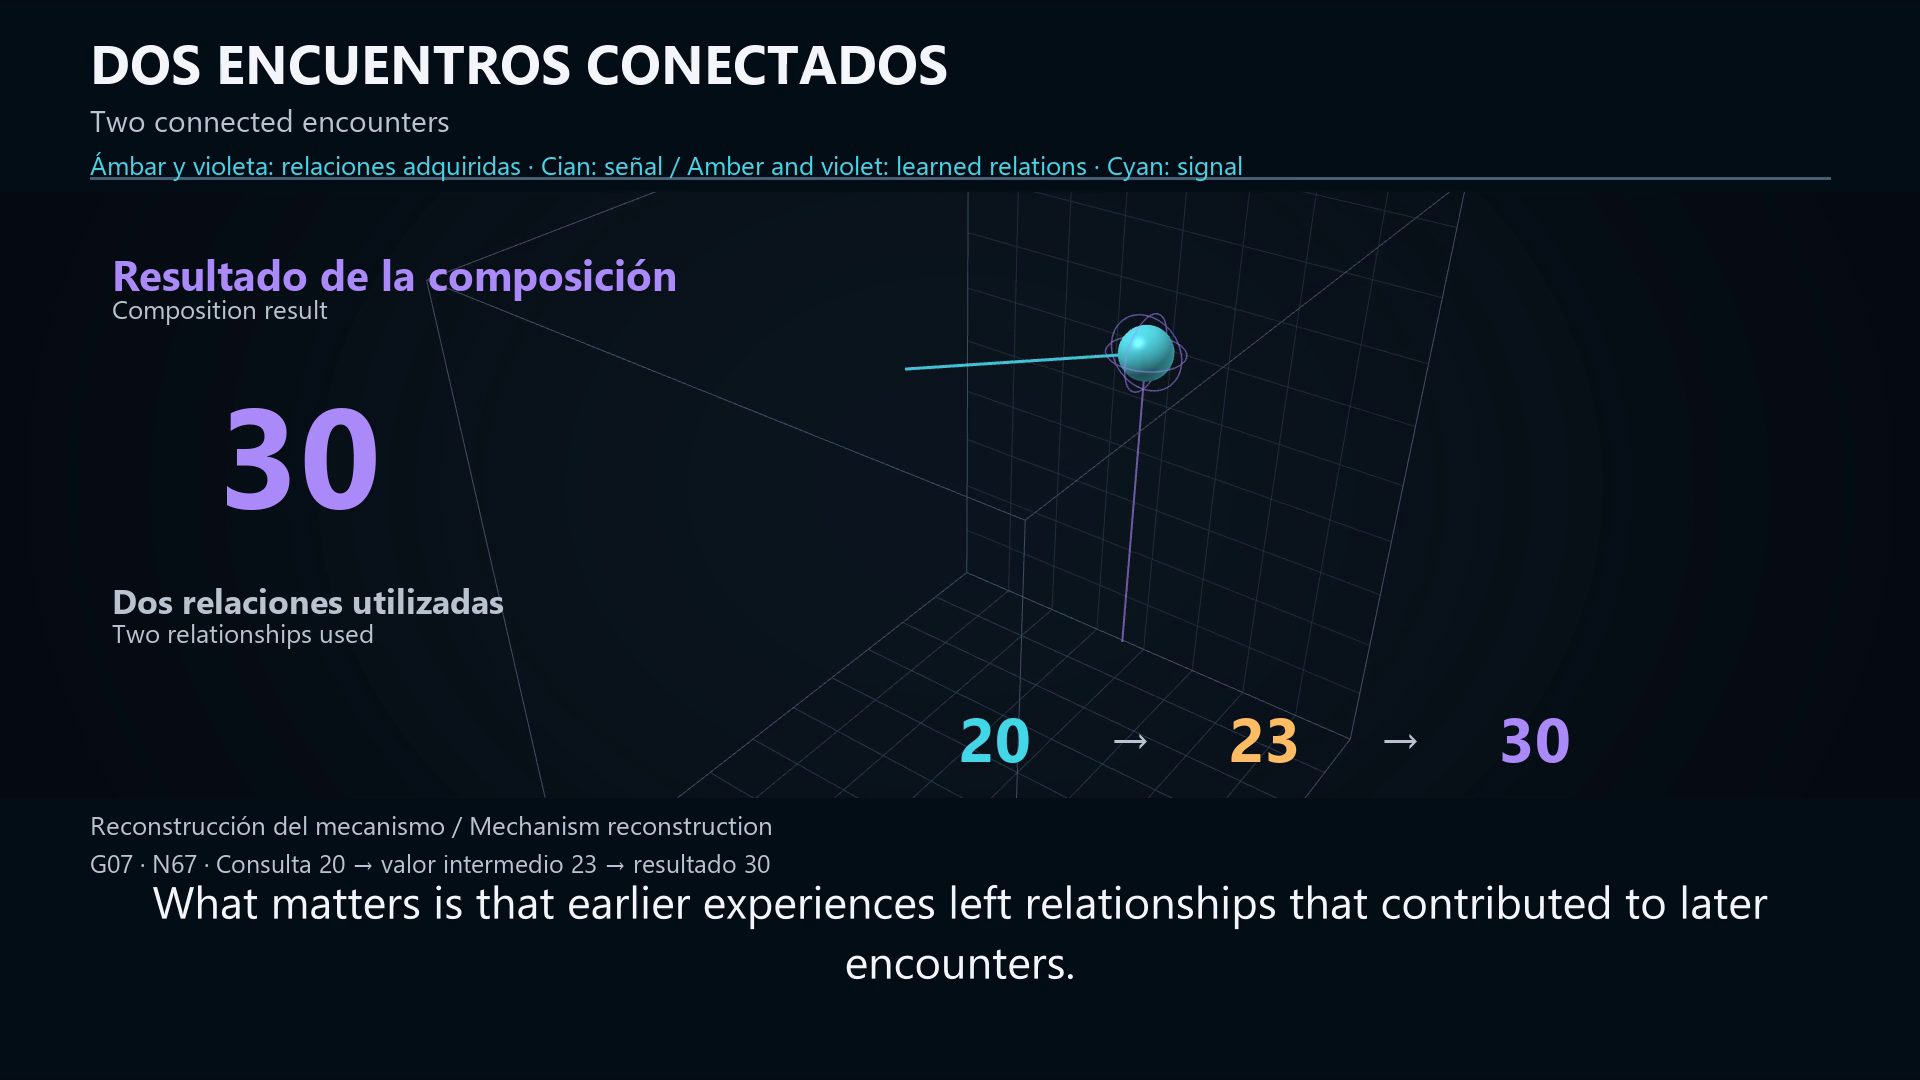 DOS ENCUENTROS CONECTADOS
Two connected encounters
Ámbar y violeta: relaciones adquiridas · Cian: señal / Amber and violet: learned relations · Cyan: signal
Resultado de la composición
Composition result
30
Dos relaciones utilizadas
Two relationships used
20 → 23 → 30
Reconstrucción del mecanismo / Mechanism reconstruction
G07 · N67 · Consulta 20 → valor intermedio 23 → resultado 30
What matters is that earlier experiences left relationships that contributed to later
encounters.